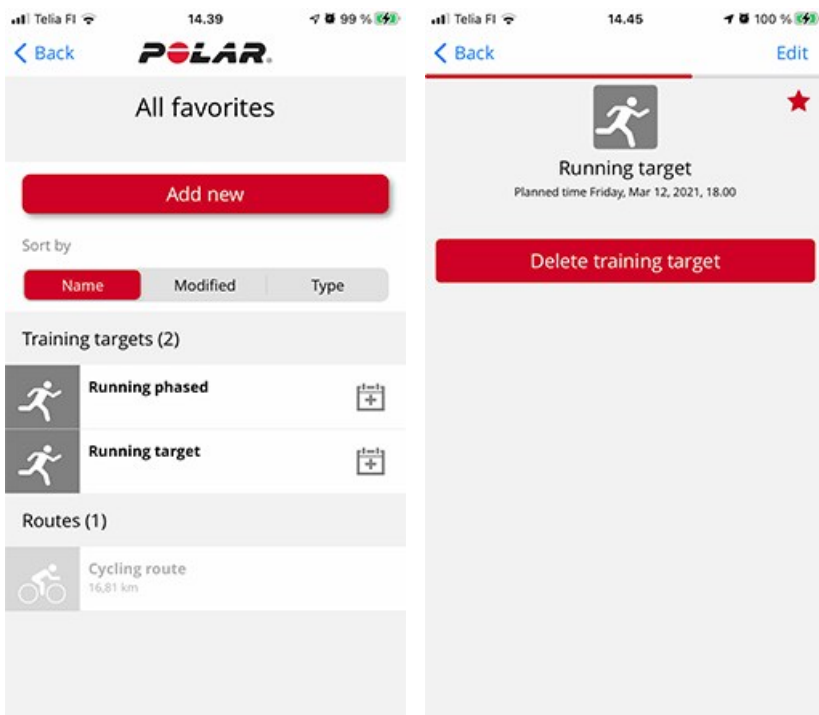 Telia FI 14.39 99 %
Back POLAR.
All favorites
Add new
Sort by
Name Modified Type
Training targets (2)
Running phased
Running target
Routes (1)
Cycling route
16,81 km
Telia FI 14.45 100 %
Back Edit
Running target
Planned time Friday, Mar 12, 2021, 18.00
Delete training target